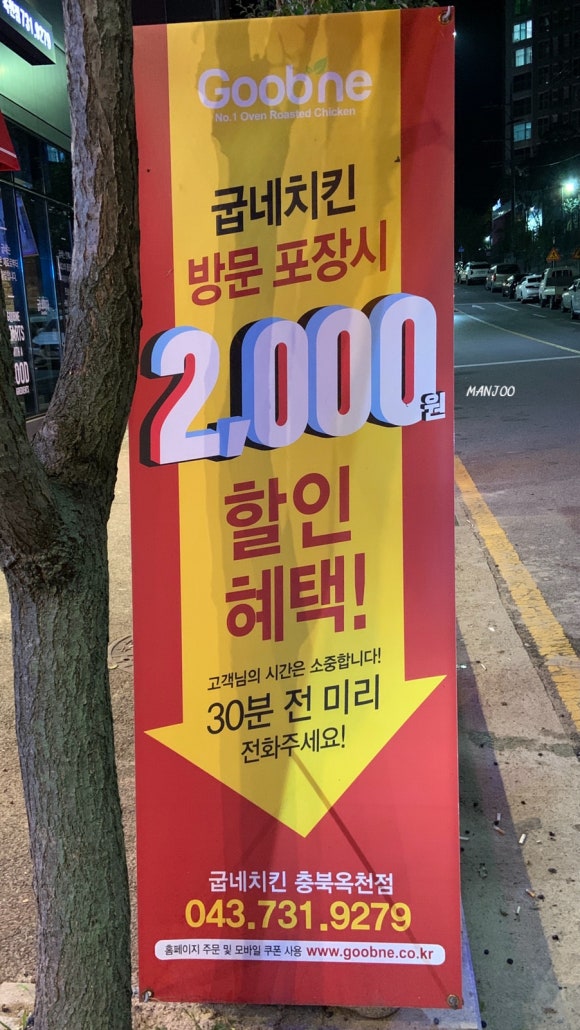 731.9279
Goobne
No.1 Oven Roasted Chicken
굽네치킨
방문 포장시
2,000원
MANJOO
할인
혜택!
고객님의 시간은 소중합니다!
30분 전 미리
전화주세요!
굽네치킨 충북옥천점
043.731.9279
홈페이지 주문 및 모바일 쿠폰 사용 www.goobne.co.kr